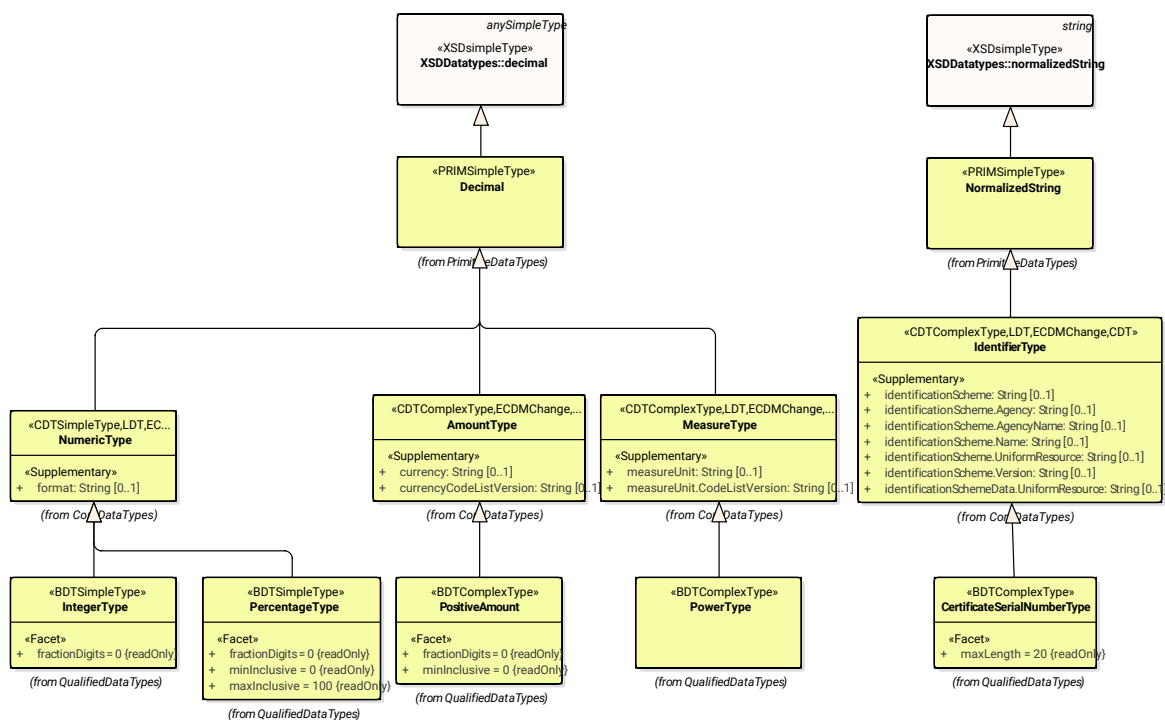 anySimpleType
«XSDsimpleType»
XSDDatatypes::decimal
string
«XSDsimpleType»
XSDDatatypes::normalizedString
«PRIMSimpleType»
Decimal
(from PrimitiveDataTypes)
«PRIMSimpleType»
NormalizedString
(from PrimitiveDataTypes)
«CDTSimpleType,LDT,EC...
NumericType
«Supplementary»
+ format: String [0..1]
(from CoreDataTypes)
«CDTComplexType,ECDMChange,...
AmountType
«Supplementary»
+ currency: String [0..1]
+ currencyCodeListVersion: String [0..1]
(from CoreDataTypes)
«CDTComplexType,LDT,ECDMChange,...
MeasureType
«Supplementary»
+ measureUnit: String [0..1]
+ measureUnit.CodeListVersion: String [0..1]
(from CoreDataTypes)
«CDTComplexType,LDT,ECDMChange,CDT»
IdentifierType
«Supplementary»
+ identificationScheme: String [0..1]
+ identificationScheme.Agency: String [0..1]
+ identificationScheme.AgencyName: String [0..1]
+ identificationScheme.Name: String [0..1]
+ identificationScheme.UniformResource: String [0..1]
+ identificationScheme.Version: String [0..1]
+ identificationSchemeData.UniformResource: String [0..1]
(from CoreDataTypes)
«BDTSimpleType»
IntegerType
«Facet»
+ fractionDigits = 0 {readOnly}
(from QualifiedDataTypes)
«BDTSimpleType»
PercentageType
«Facet»
+ fractionDigits = 0 {readOnly}
+ minInclusive = 0 {readOnly}
+ maxInclusive = 100 {readOnly}
(from QualifiedDataTypes)
«BDTComplexType»
PositiveAmount
«Facet»
+ fractionDigits = 0 {readOnly}
+ minInclusive = 0 {readOnly}
(from QualifiedDataTypes)
«BDTComplexType»
PowerType
(from QualifiedDataTypes)
«BDTComplexType»
CertificateSerialNumberType
«Facet»
+ maxLength = 20 {readOnly}
(from QualifiedDataTypes)